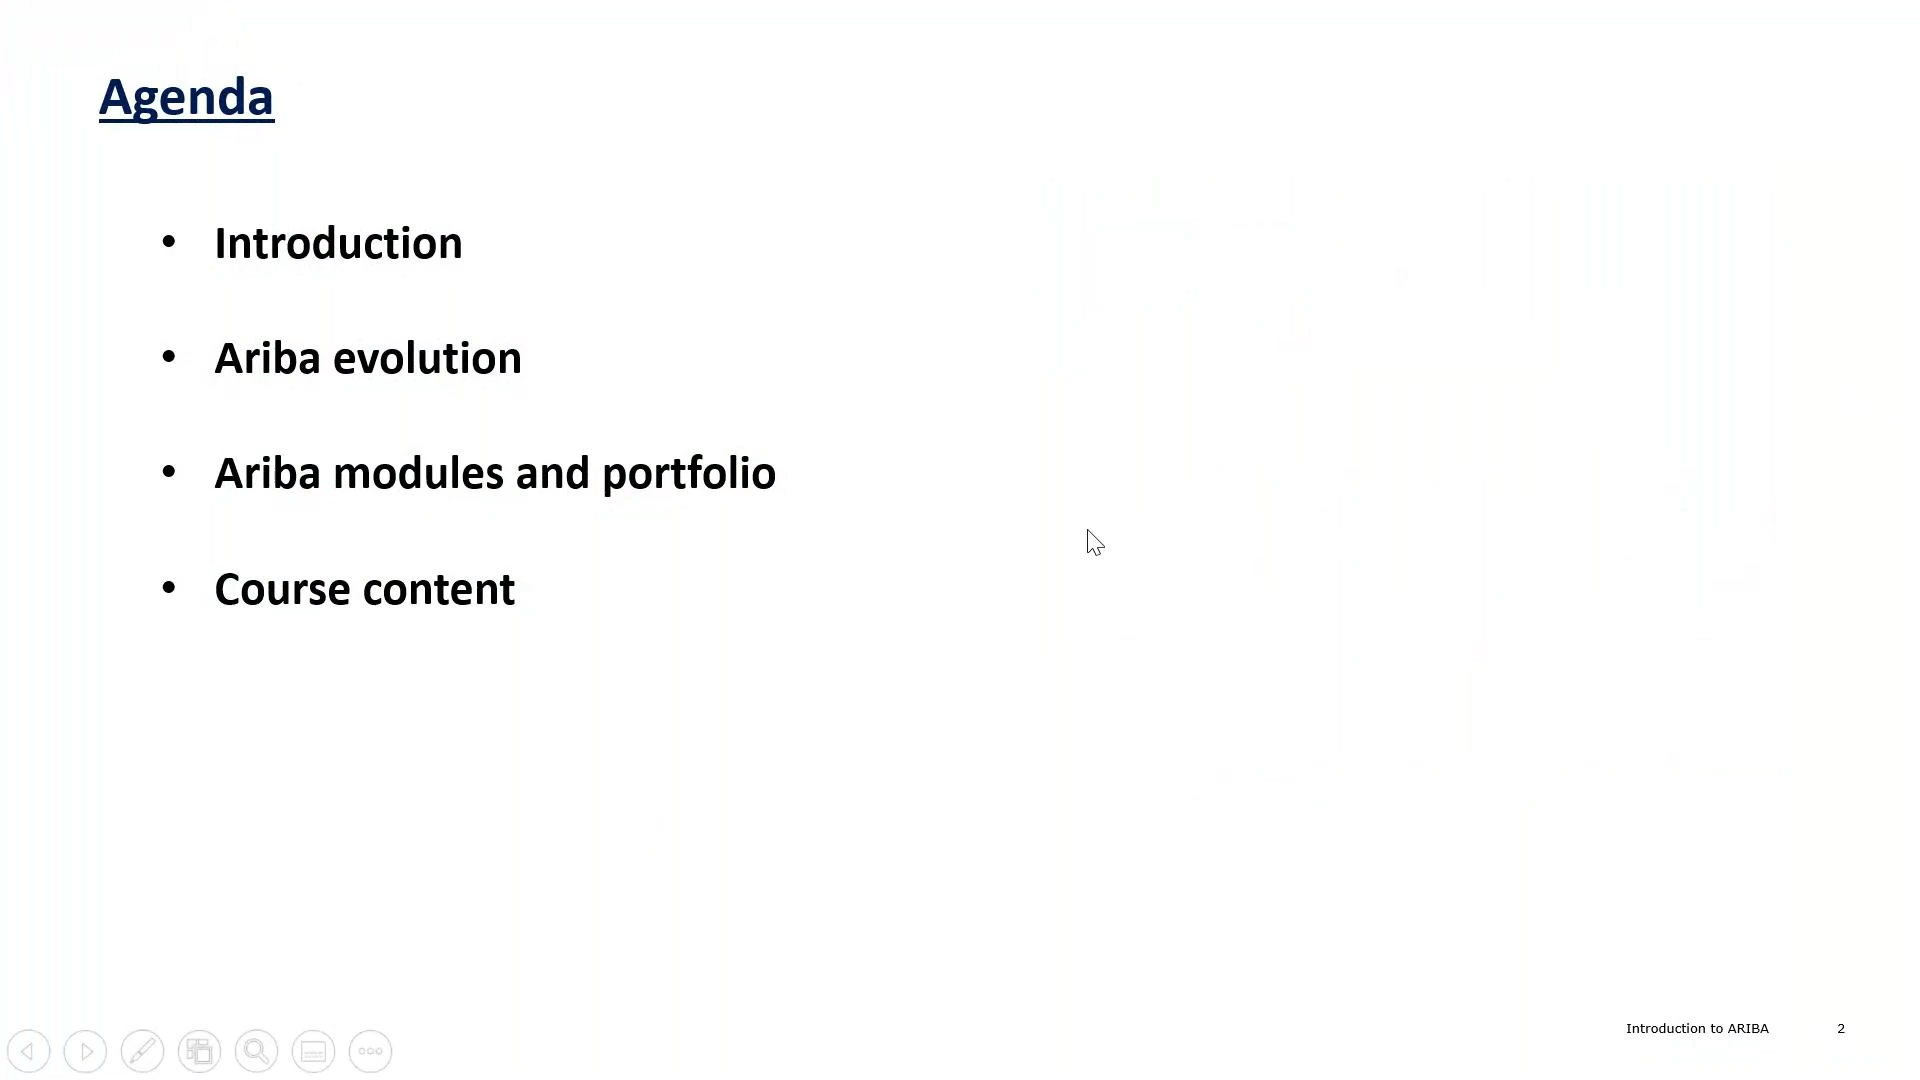 Agenda
• Introduction
• Ariba evolution
• Ariba modules and portfolio
• Course content
Introduction to ARIBA 2